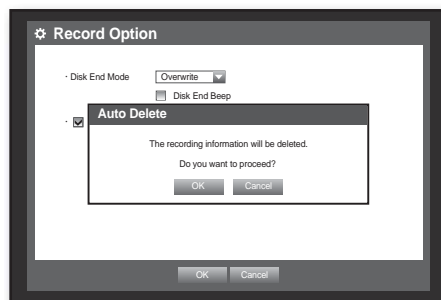 Record Option
· Disk End Mode Overwrite
Disk End Beep
·
Auto Delete
The recording information will be deleted.
Do you want to proceed?
OK Cancel
OK Cancel